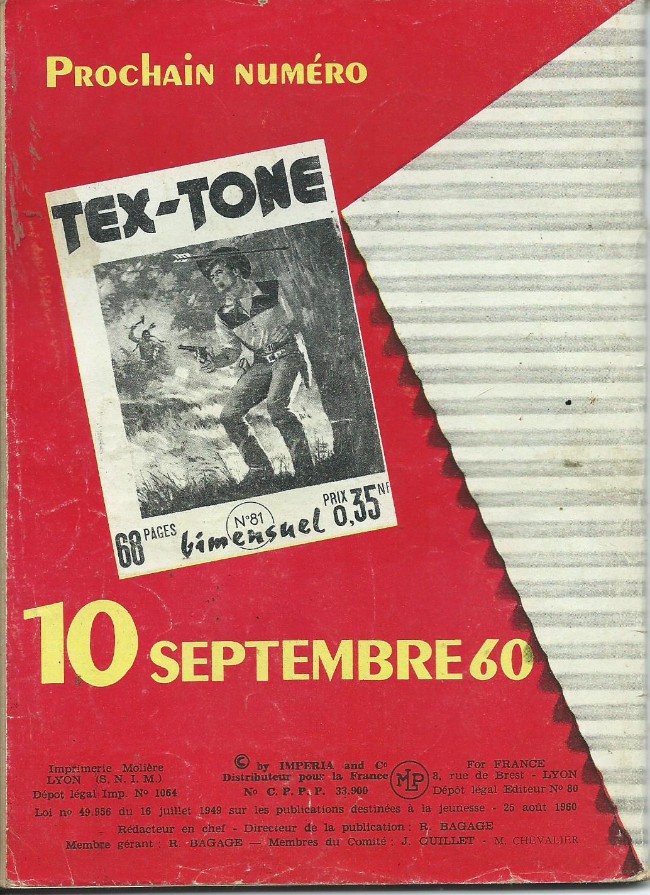 Prochain numéro
TEX-TONE
68 PAGES
N°81
bimensuel
PRIX 0,35 NF
10 SEPTEMBRE 60
Imprimerie Molière
LYON (S. N. I. M.)
Dépot légal Imp. No 1064
© by IMPERIA and Co
Distributeur pour la France
No C. P. P. P. 33.900
MLP
For FRANCE
8, rue de Brest - LYON
Dépôt légal Editeur No 80
Loi no 49.956 du 16 juillet 1949 sur les publications destinées à la jeunesse - 25 août 1960
- Rédacteur en chef - Directeur de la publication : R. BAGAGE
Membre gérant : R. BAGAGE — Membres du Comité : J. QUILLET - M. CHEVALIER